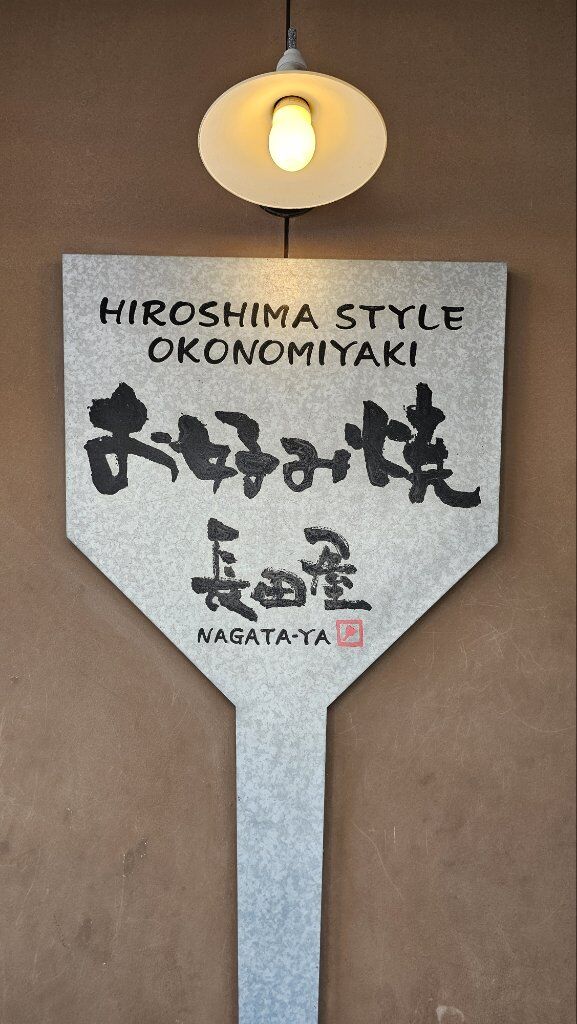 HIROSHIMA STYLE
OKONOMIYAKI
お好み焼
長田屋
NAGATA-YA